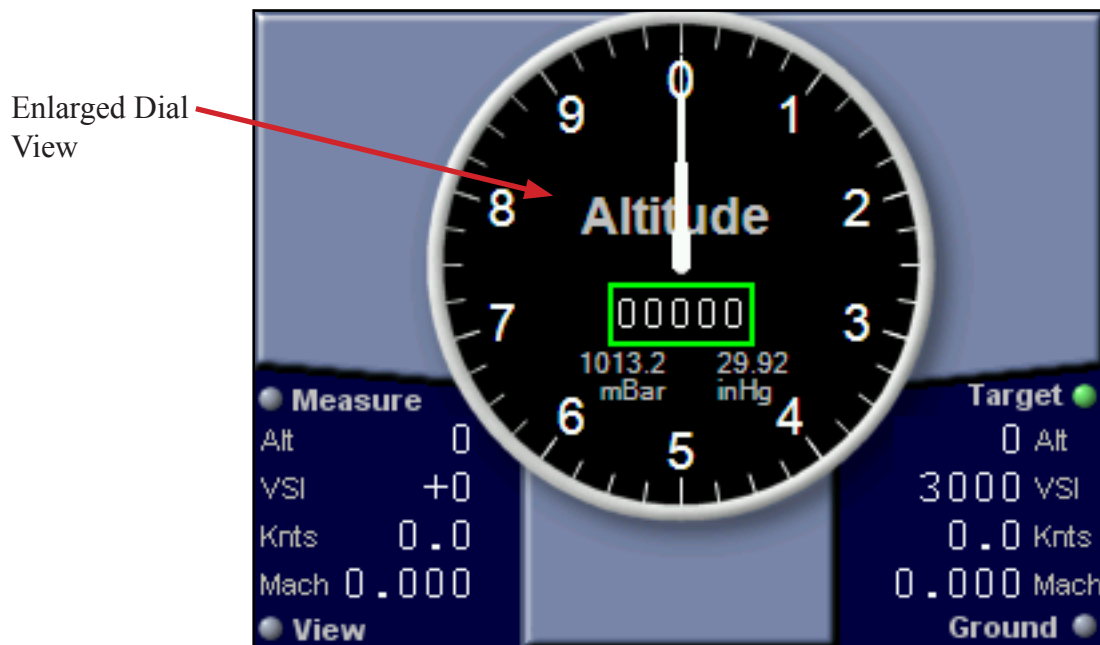 Enlarged Dial
View
0
1
2
3
4
5
6
7
8
9
Altitude
00000
1013.2 29.92
mBar inHg
Measure
Alt 0
VSI +0
Knts 0.0
Mach 0.000
View
Target
0 Alt
3000 VSI
0.0 Knts
0.000 Mach
Ground